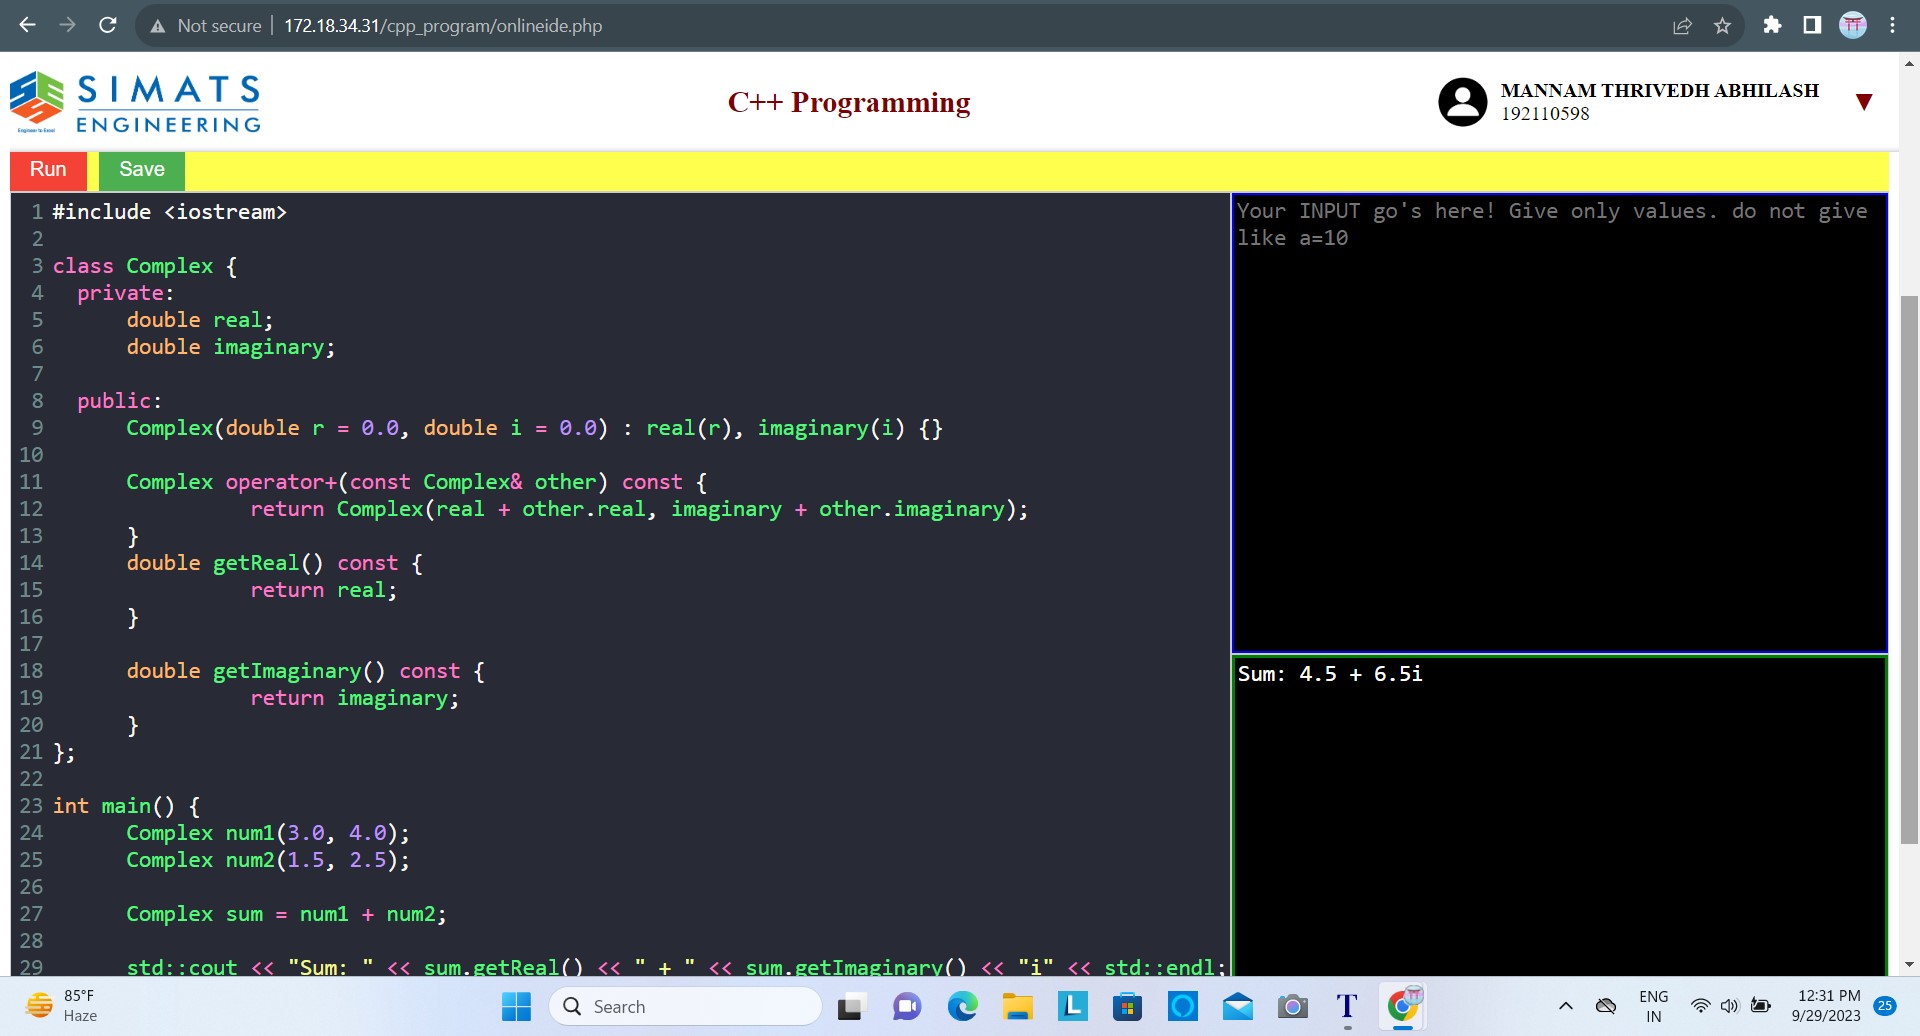 Not secure | 172.18.34.31/cpp_program/onlineide.php
SIMATS
ENGINEERING
Engineer to Excel
C++ Programming
MANNAM THRIVEDH ABHILASH
192110598
Run Save
1 #include <iostream>
2
3 class Complex {
4 private:
5 double real;
6 double imaginary;
7
8 public:
9 Complex(double r = 0.0, double i = 0.0) : real(r), imaginary(i) {}
10
11 Complex operator+(const Complex& other) const {
12 return Complex(real + other.real, imaginary + other.imaginary);
13 }
14 double getReal() const {
15 return real;
16 }
17
18 double getImaginary() const {
19 return imaginary;
20 }
21 };
22
23 int main() {
24 Complex num1(3.0, 4.0);
25 Complex num2(1.5, 2.5);
26
27 Complex sum = num1 + num2;
28
29 std::cout << "Sum: " << sum.getReal() << " + " << sum.getImaginary() << "i" << std::endl;
Your INPUT go's here! Give only values. do not give
like a=10
Sum: 4.5 + 6.5i
85°F
Haze
Search
L
T
ENG
IN
12:31 PM
9/29/2023
25